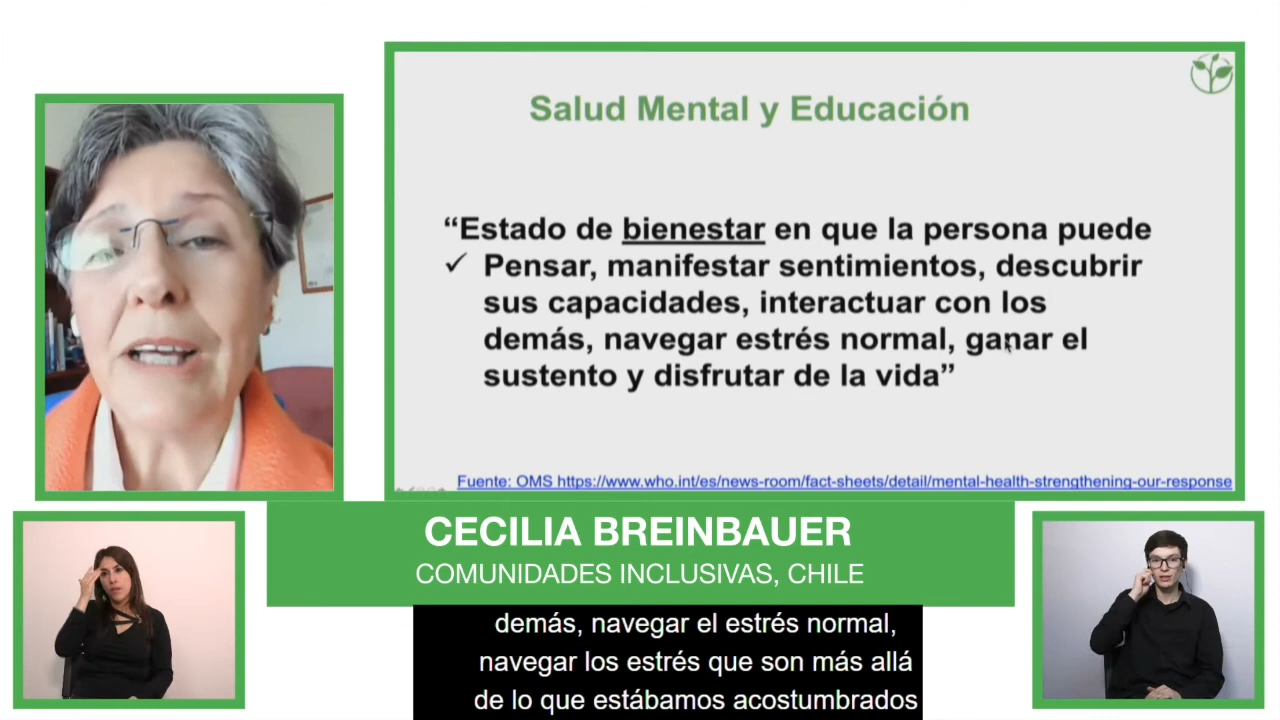 Salud Mental y Educación
“Estado de bienestar en que la persona puede
✓ Pensar, manifestar sentimientos, descubrir
sus capacidades, interactuar con los
demás, navegar estrés normal, ganar el
sustento y disfrutar de la vida”
Fuente: OMS https://www.who.int/es/news-room/fact-sheets/detail/mental-health-strengthening-our-response
CECILIA BREINBAUER
COMUNIDADES INCLUSIVAS, CHILE
demás, navegar el estrés normal,
navegar los estrés que son más allá
de lo que estábamos acostumbrados